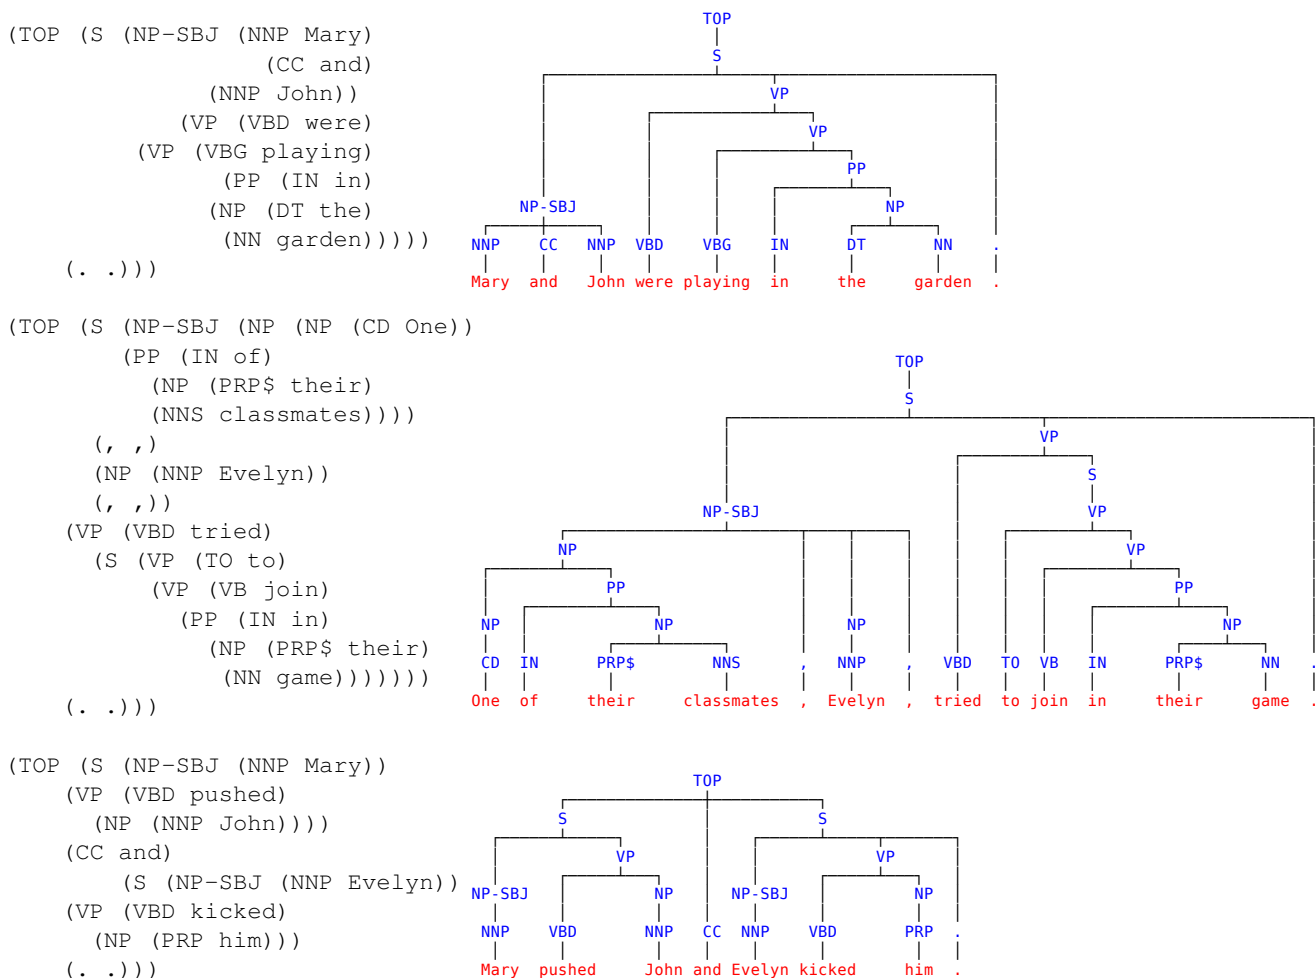 (TOP (S (NP-SBJ (NNP Mary)
(CC and)
(NNP John))
(VP (VBD were)
(VP (VBG playing)
(PP (IN in)
(NP (DT the)
(NN garden)))))
(. .)))
TOP
S
VP
VP
PP
NP-SBJ NP
NNP CC NNP VBD VBG IN DT NN .
Mary and John were playing in the garden .
(TOP (S (NP-SBJ (NP (NP (CD One))
(PP (IN of)
(NP (PRP$ their)
(NNS classmates))))
(, ,)
(NP (NNP Evelyn))
(, ,))
(VP (VBD tried)
(S (VP (TO to)
(VP (VB join)
(PP (IN in)
(NP (PRP$ their)
(NN game)))))))
(. .)))
TOP
S
VP
S
NP-SBJ VP
NP VP
PP PP
NP NP NP NP
CD IN PRP$ NNS , NNP , VBD TO VB IN PRP$ NN .
One of their classmates , Evelyn , tried to join in their game .
(TOP (S (NP-SBJ (NNP Mary))
(VP (VBD pushed)
(NP (NNP John))))
(CC and)
(S (NP-SBJ (NNP Evelyn))
(VP (VBD kicked)
(NP (PRP him)))
(. .)))
TOP
S S
VP VP
NP-SBJ NP NP-SBJ NP
NNP VBD NNP CC NNP VBD PRP .
Mary pushed John and Evelyn kicked him .